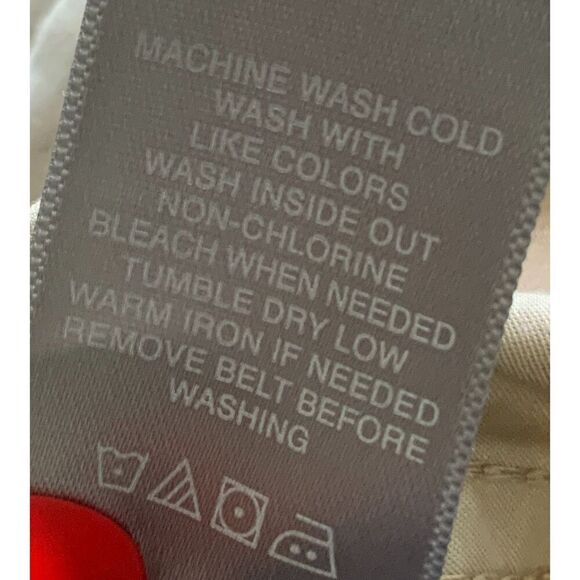 MACHINE WASH COLD
WASH WITH
LIKE COLORS
WASH INSIDE OUT
NON-CHLORINE
BLEACH WHEN NEEDED
TUMBLE DRY LOW
WARM IRON IF NEEDED
REMOVE BELT BEFORE
WASHING